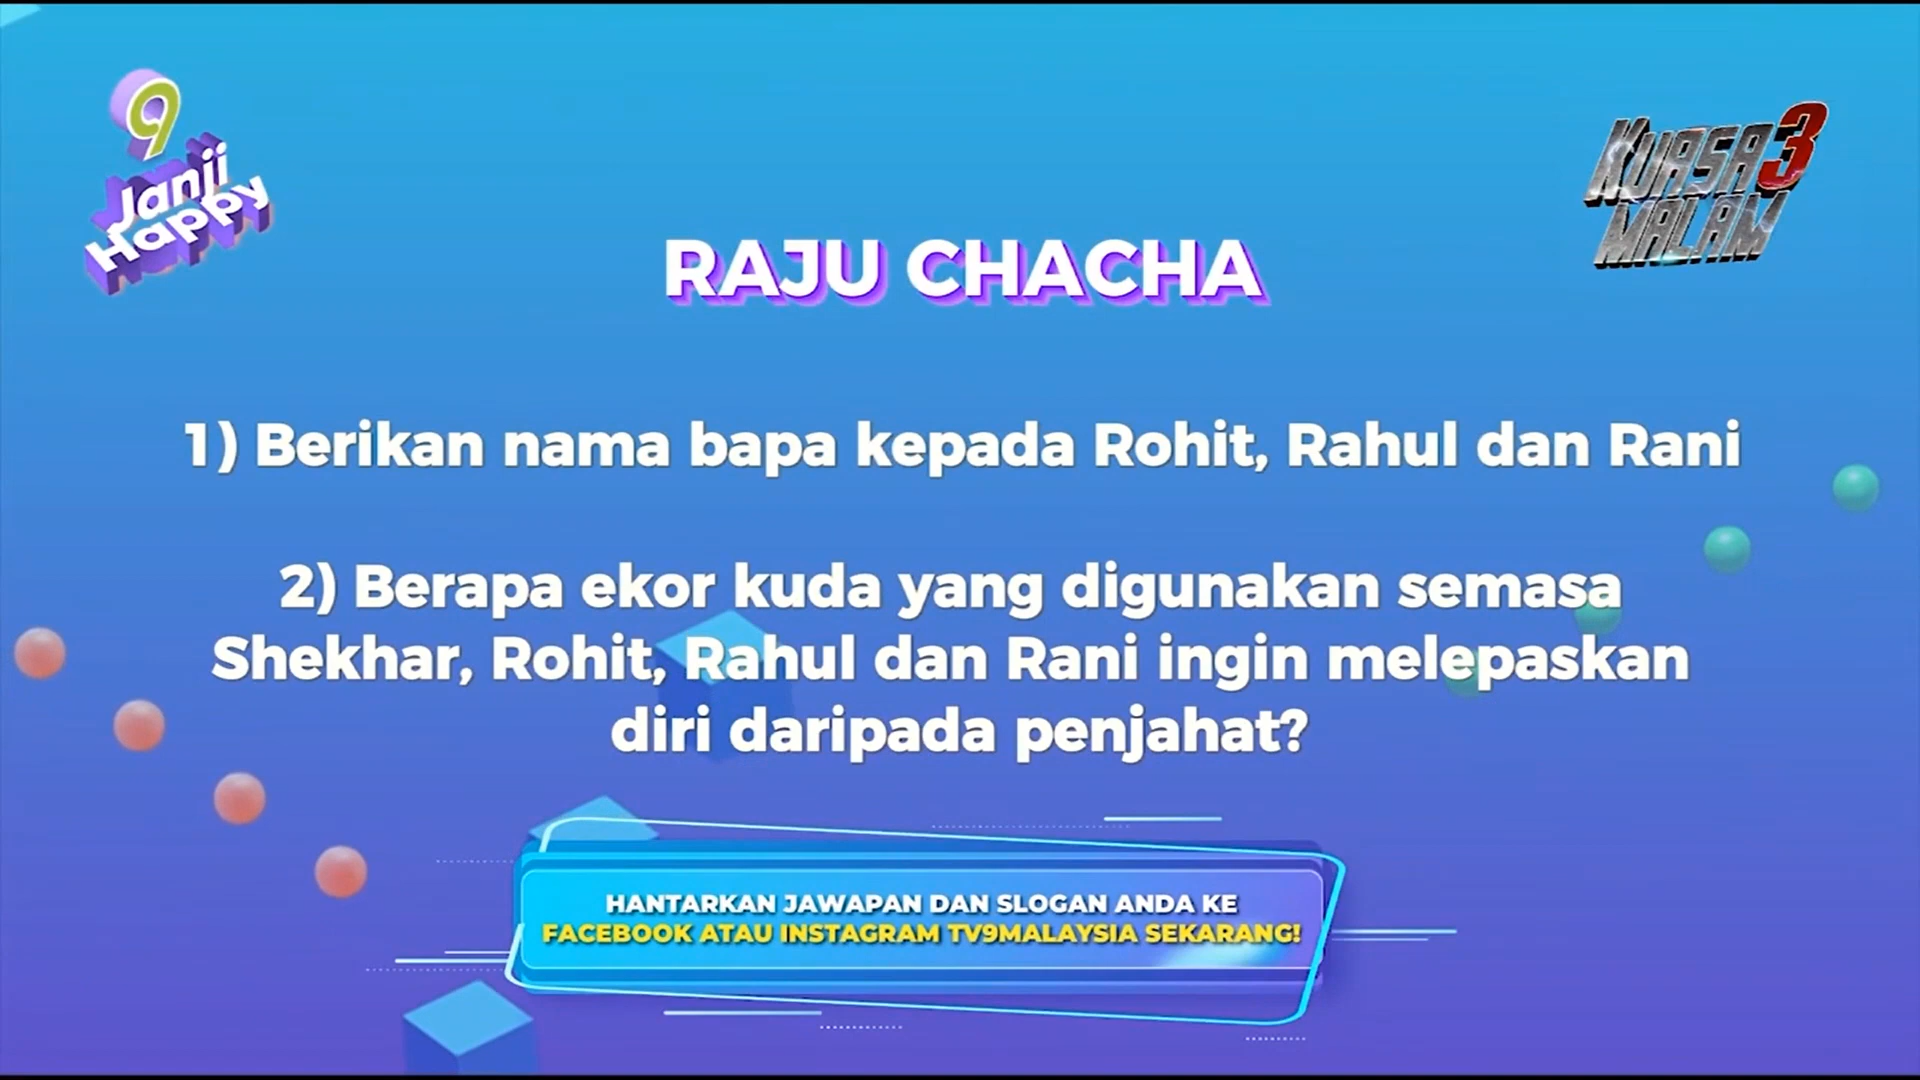 9
Janji
Happy
KUASA 3
MALAM
RAJU CHACHA
1) Berikan nama bapa kepada Rohit, Rahul dan Rani
2) Berapa ekor kuda yang digunakan semasa
Shekhar, Rohit, Rahul dan Rani ingin melepaskan
diri daripada penjahat?
HANTARKAN JAWAPAN DAN SLOGAN ANDA KE
FACEBOOK ATAU INSTAGRAM TV9MALAYSIA SEKARANG!